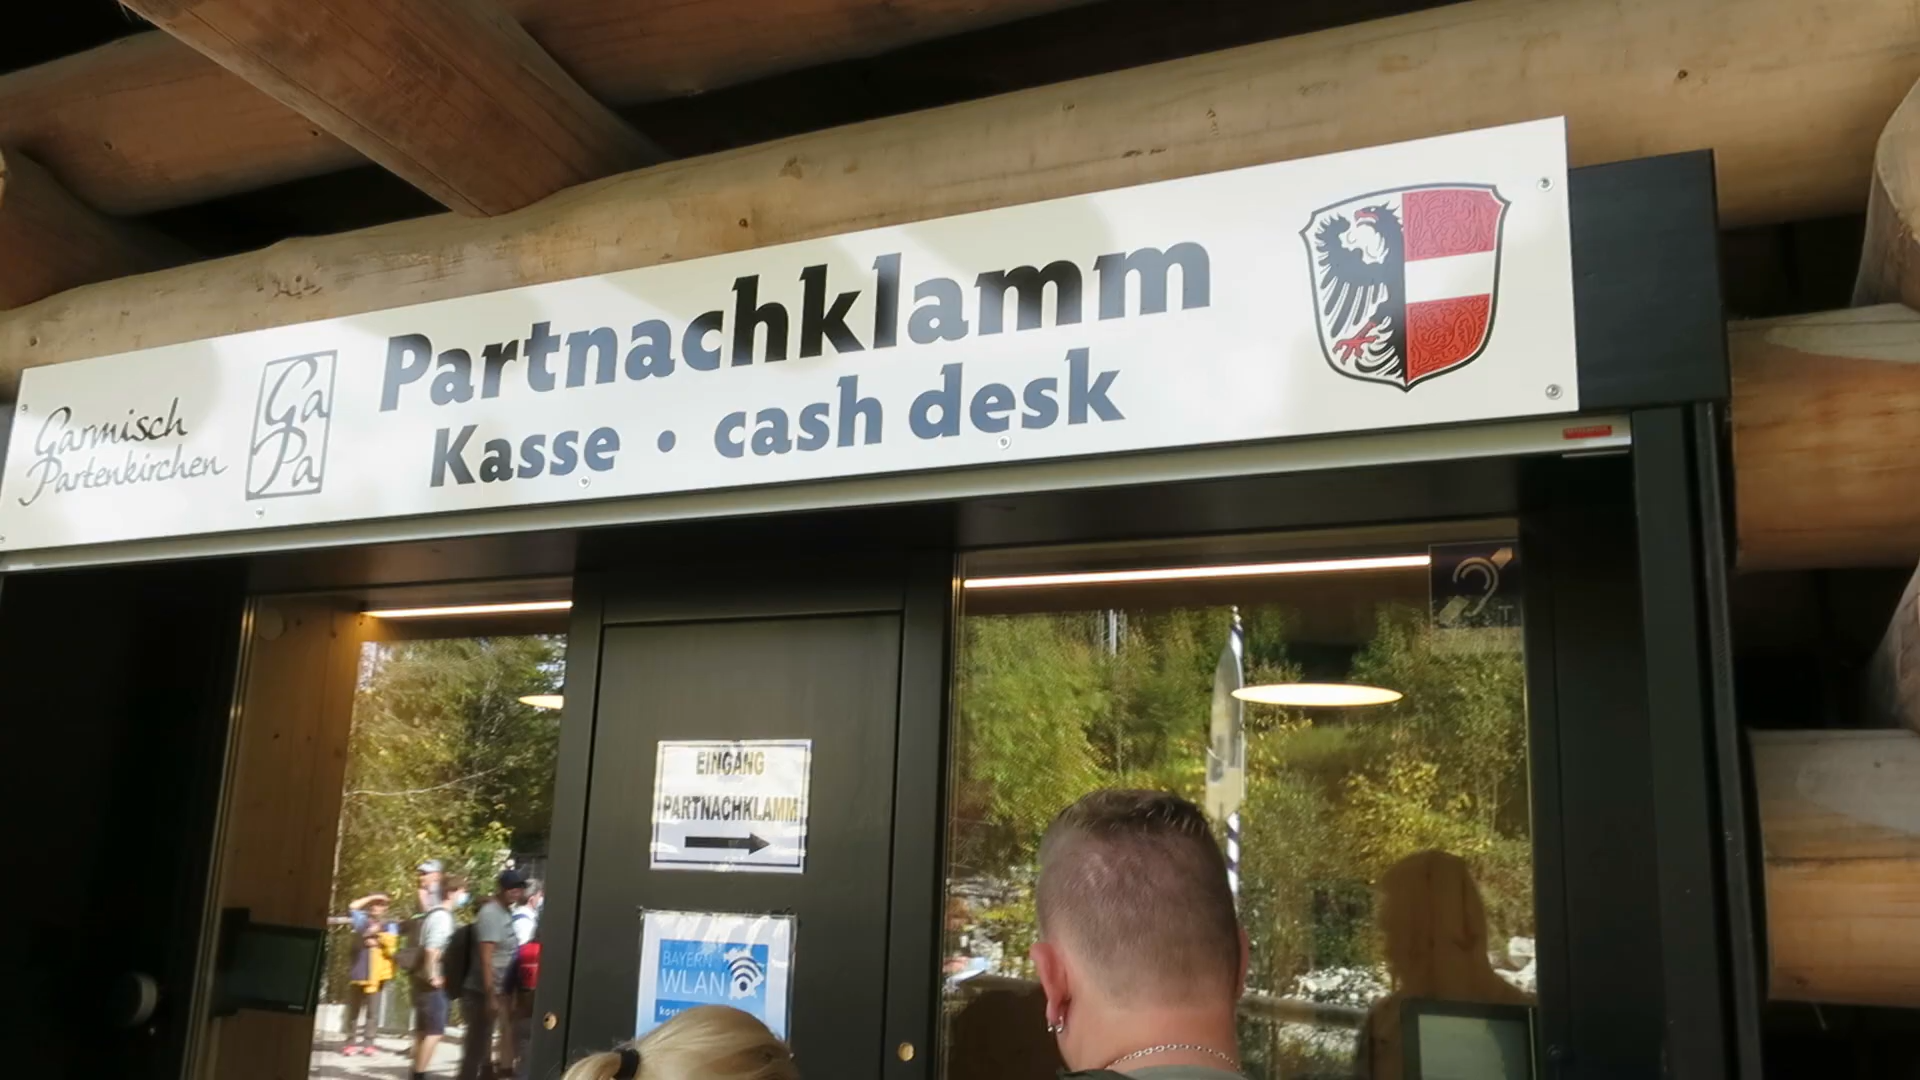 Garmisch
Partenkirchen
Ga
Pa
Partnachklamm
Kasse • cash desk
EINGANG
PARTNACHKLAMM
BAYERN
WLAN
T